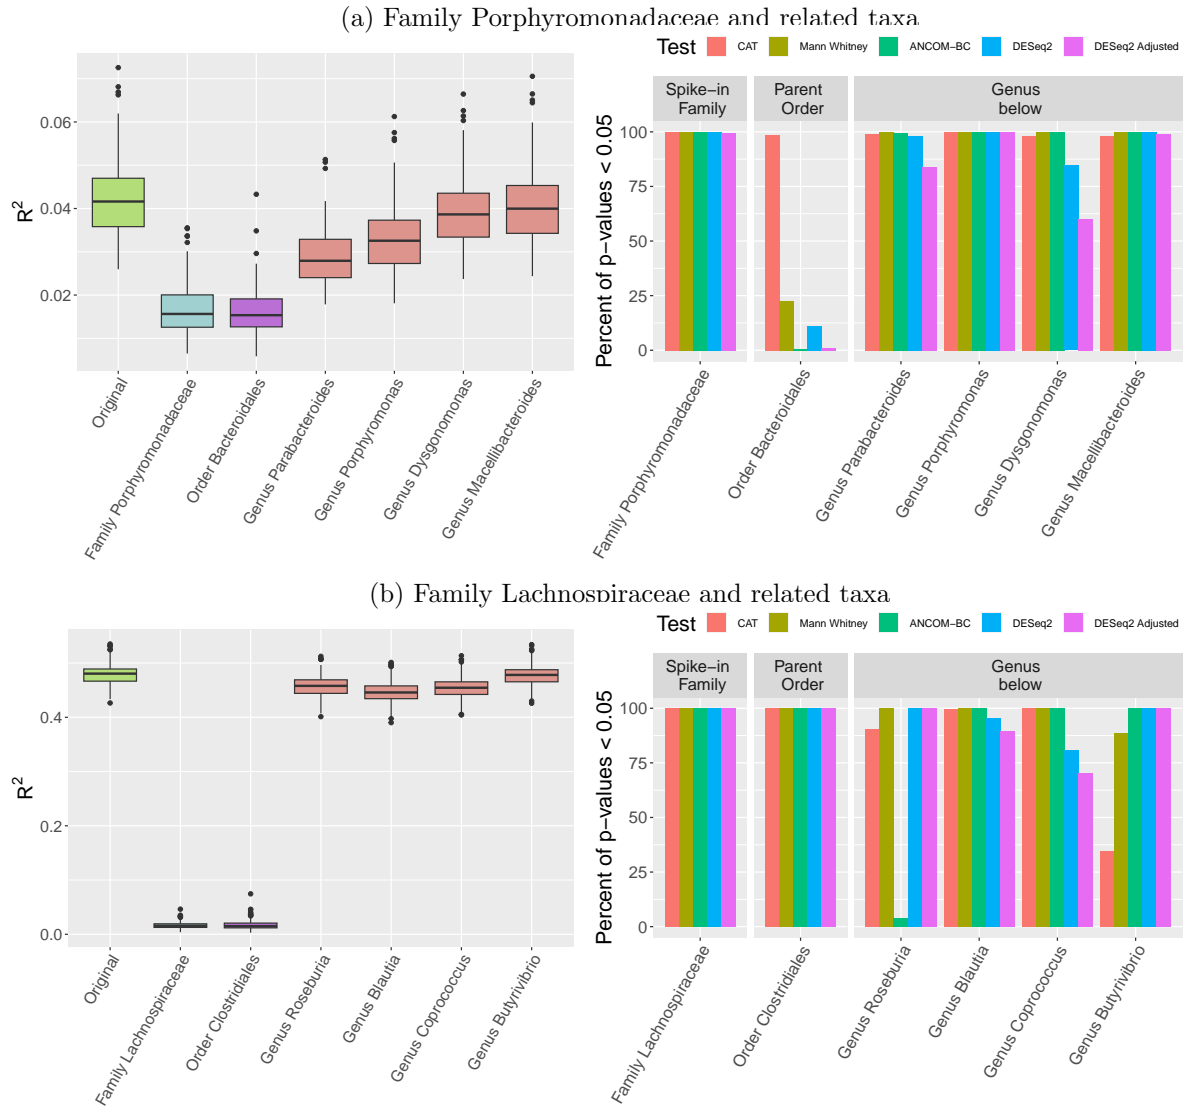 (a) Family Porphyromonadaceae and related taxa
R2
0.06
0.04
0.02
Original
Family Porphyromonadaceae
Order Bacteroidales
Genus Parabacteroides
Genus Porphyromonas
Genus Dysgonomonas
Genus Macellibacteroides
Test CAT Mann Whitney ANCOM−BC DESeq2 DESeq2 Adjusted
Spike−in Family
Parent Order
Genus below
Percent of p−values < 0.05
100
75
50
25
0
Family Porphyromonadaceae
Order Bacteroidales
Genus Parabacteroides
Genus Porphyromonas
Genus Dysgonomonas
Genus Macellibacteroides
(b) Family Lachnospiraceae and related taxa
R2
0.4
0.2
0.0
Original
Family Lachnospiraceae
Order Clostridiales
Genus Roseburia
Genus Blautia
Genus Coprococcus
Genus Butyrivibrio
Test CAT Mann Whitney ANCOM−BC DESeq2 DESeq2 Adjusted
Spike−in Family
Parent Order
Genus below
Percent of p−values < 0.05
100
75
50
25
0
Family Lachnospiraceae
Order Clostridiales
Genus Roseburia
Genus Blautia
Genus Coprococcus
Genus Butyrivibrio